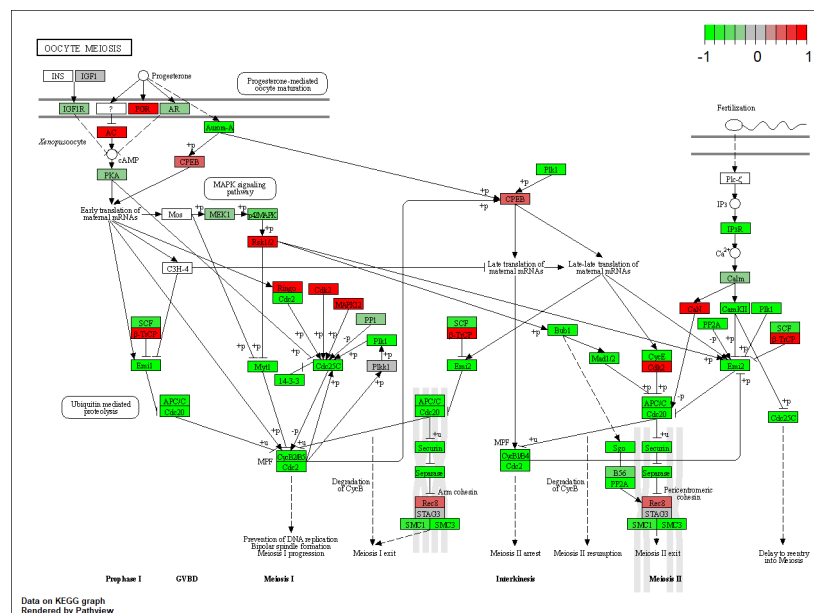 OOCYTE MEIOSIS
-1 0 1
INS IGF1 Progesterone
Progesterone-mediated
oocyte maturation
IGF1R ? PGR AR
Fertilization
Xenopus oocyte
AC
Aurora-A
+p
cAMP
CPEB
PKA
Plk1
+p
+p
+p
CPEB
Plc-ζ
IP3
IP3R
Ca2+
MAPK signaling
pathway
Early translation of
maternal mRNAs
Mos +p MEK1 +p p42MAPK
+p
Rsk1/2
C3H-4
Late translation of
maternal mRNAs
Late-late translation of
maternal mRNAs
Calm
Ringo
Cdc2
Cdk2
MAPK12
CaN CamKII Plk1
SCF
β-TrCP
PP1
SCF
β-TrCP
+p Bub1
PP2A
SCF
β-TrCP
Emi1
Myt1
Cdc25C
Plk1
+p
Plkk1
14-3-3
Emi2
Mad1/2
CycE
Cdk2
Emi2
Ubiquitin mediated
proteolysis
APC/C
Cdc20
APC/C
Cdc20
APC/C
Cdc20
Cdc25C
+p -p +u
MPF
CycB2/B5
Cdc2
Securin
Separase
Degradation
of CycB
Arm cohesin
Rec8
STAG3
SMC1 SMC3
MPF
+u
CycB1/B4
Cdc2
Degradation
of CycB
Sgo
B56
PP2A
Securin
Separase
Pericentromeric
cohesin
Rec8
STAG3
SMC1 SMC3
Prevention of DNA replication
Bipolar spindle formation
Meiosis I progression
Meiosis I exit
Meiosis II arrest
Meiosis II resumption
Meiosis II exit
Delay to reentry
into Meiosis
Prophase I GVBD Meiosis I Interkinesis Meiosis II
Data on KEGG graph
Rendered by Pathview